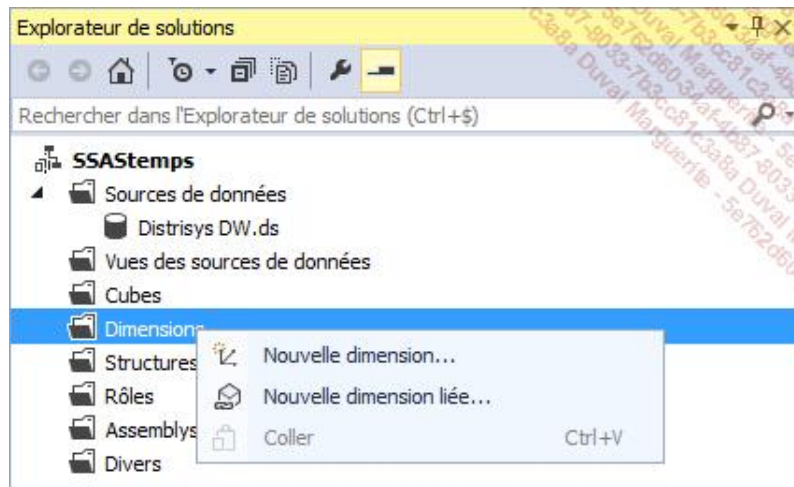 Explorateur de solutions
Rechercher dans l'Explorateur de solutions (Ctrl+$)
SSAStemps
Sources de données
Distrisys DW.ds
Vues des sources de données
Cubes
Dimensions
Nouvelle dimension...
Structures
Nouvelle dimension liée...
Rôles
Assemblys
Coller Ctrl+V
Divers